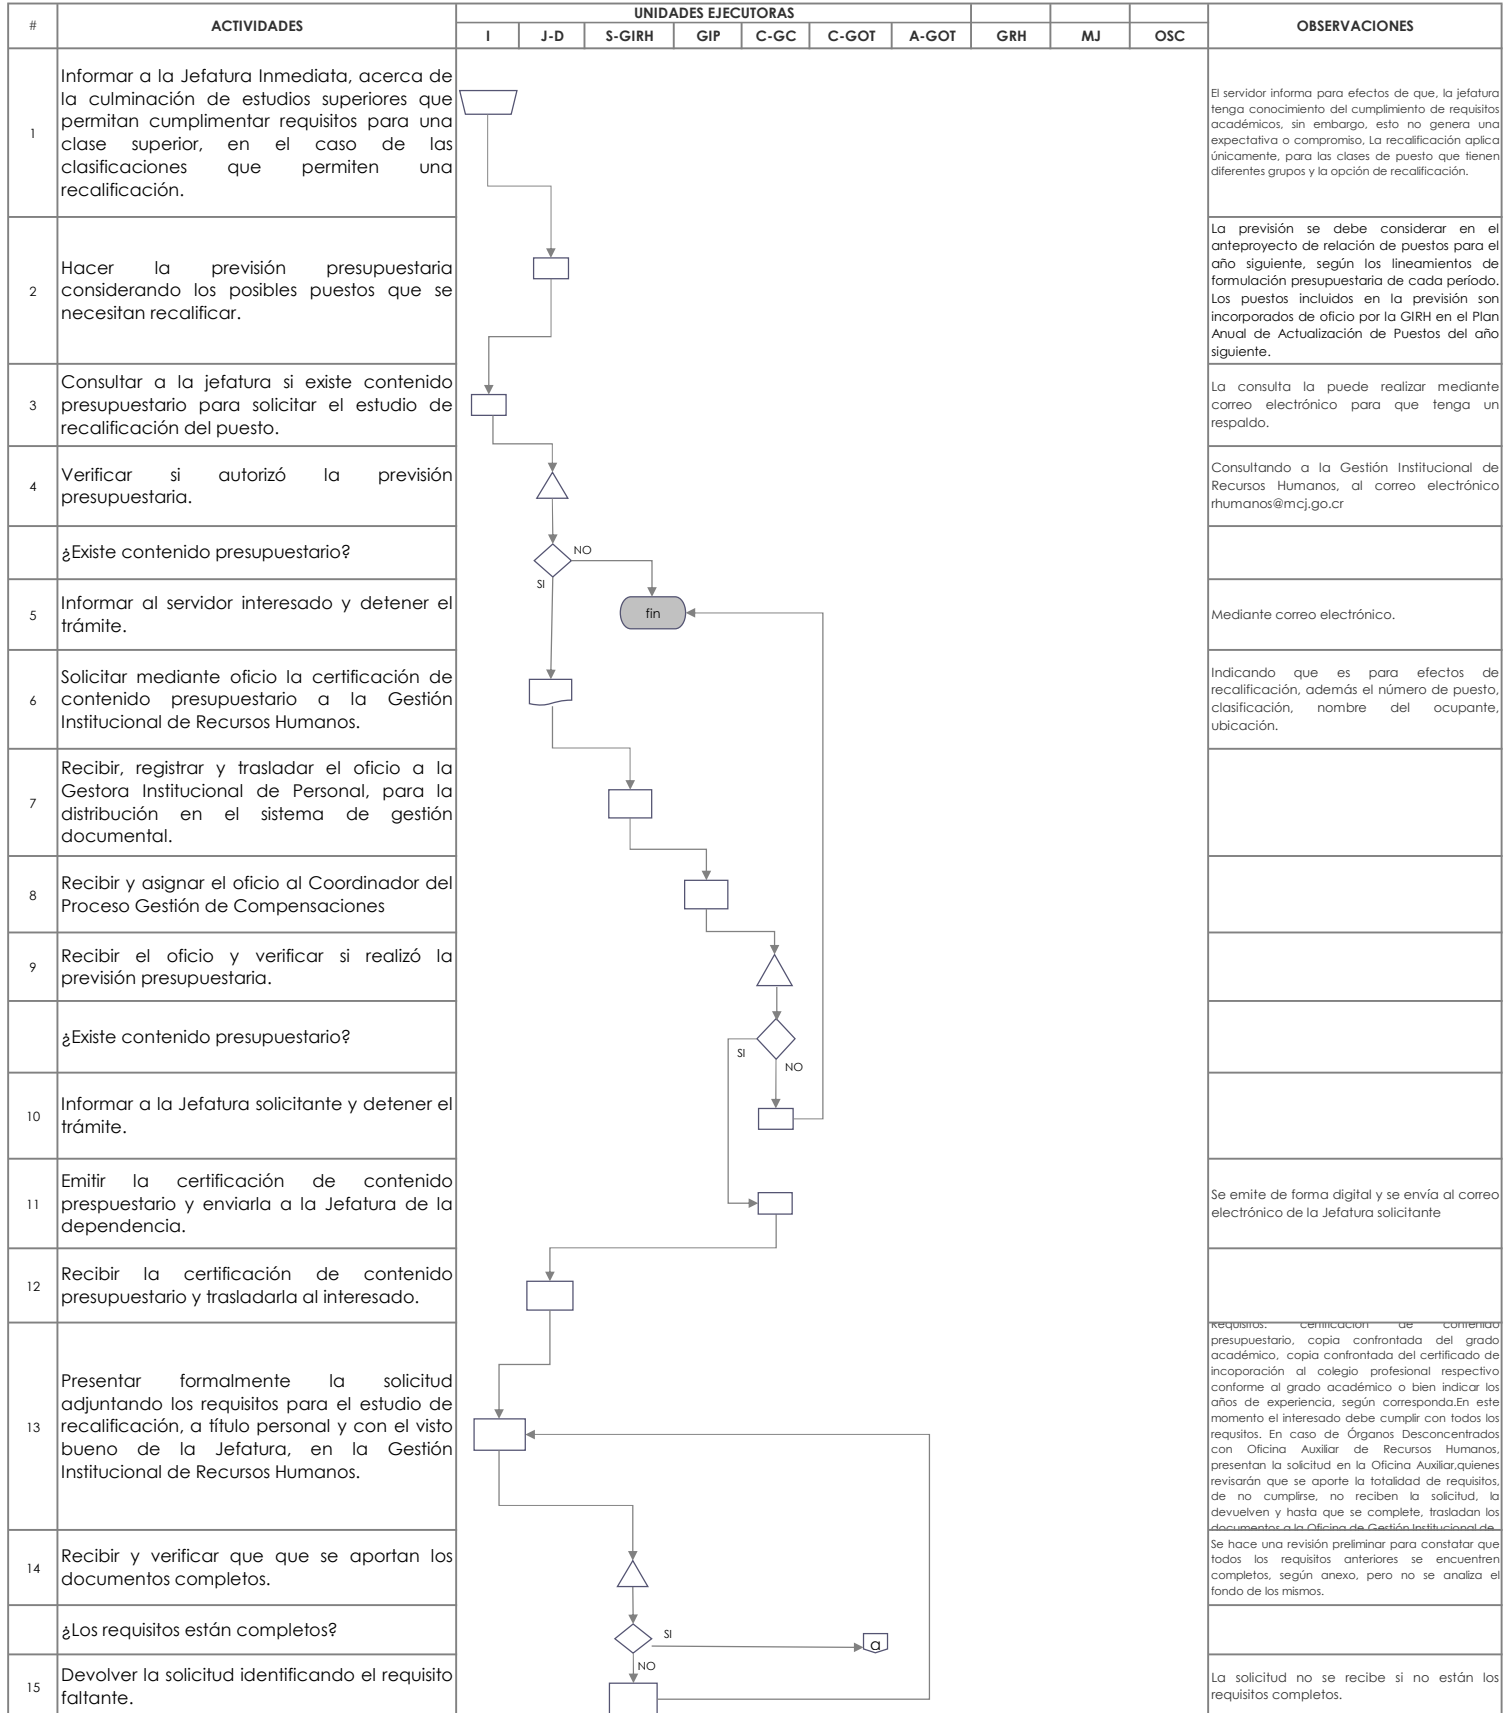 # ACTIVIDADES UNIDADES EJECUTORAS OBSERVACIONES
I J-D S-GIRH GIP C-GC C-GOT A-GOT GRH MJ OSC
1
Informar a la Jefatura Inmediata, acerca de
la culminación de estudios superiores que
permitan cumplimentar requisitos para una
clase superior, en el caso de las
clasificaciones que permiten una
recalificación.
El servidor informa para efectos de que, la jefatura
tenga conocimiento del cumplimiento de requisitos
académicos, sin embargo, esto no genera una
expectativa o compromiso, La recalificación aplica
únicamente, para las clases de puesto que tienen
diferentes grupos y la opción de recalificación.
2
Hacer la previsión presupuestaria
considerando los posibles puestos que se
necesitan recalificar.
La previsión se debe considerar en el
anteproyecto de relación de puestos para el
año siguiente, según los lineamientos de
formulación presupuestaria de cada período.
Los puestos incluidos en la previsión son
incorporados de oficio por la GIRH en el Plan
Anual de Actualización de Puestos del año
siguiente.
3
Consultar a la jefatura si existe contenido
presupuestario para solicitar el estudio de
recalificación del puesto.
La consulta la puede realizar mediante
correo electrónico para que tenga un
respaldo.
4
Verificar si autorizó la previsión
presupuestaria.
Consultando a la Gestión Institucional de
Recursos Humanos, al correo electrónico
rhumanos@mcj.go.cr
¿Existe contenido presupuestario?
NO
SI
5
Informar al servidor interesado y detener el
trámite.
fin
Mediante correo electrónico.
6
Solicitar mediante oficio la certificación de
contenido presupuestario a la Gestión
Institucional de Recursos Humanos.
Indicando que es para efectos de
recalificación, además el número de puesto,
clasificación, nombre del ocupante,
ubicación.
7
Recibir, registrar y trasladar el oficio a la
Gestora Institucional de Personal, para la
distribución en el sistema de gestión
documental.
8
Recibir y asignar el oficio al Coordinador del
Proceso Gestión de Compensaciones
9
Recibir el oficio y verificar si realizó la
previsión presupuestaria.
¿Existe contenido presupuestario?
SI
NO
10
Informar a la Jefatura solicitante y detener el
trámite.
11
Emitir la certificación de contenido
prespuestario y enviarla a la Jefatura de la
dependencia.
Se emite de forma digital y se envía al correo
electrónico de la Jefatura solicitante
12
Recibir la certificación de contenido
presupuestario y trasladarla al interesado.
13
Presentar formalmente la solicitud
adjuntando los requisitos para el estudio de
recalificación, a título personal y con el visto
bueno de la Jefatura, en la Gestión
Institucional de Recursos Humanos.
Requisitos: certificación de contenido
presupuestario, copia confrontada del grado
académico, copia confrontada del certificado de
incoporación al colegio profesional respectivo
conforme al grado académico o bien indicar los
años de experiencia, según corresponda.En este
momento el interesado debe cumplir con todos los
requsitos. En caso de Órganos Desconcentrados
con Oficina Auxiliar de Recursos Humanos,
presentan la solicitud en la Oficina Auxiliar,quienes
revisarán que se aporte la totalidad de requisitos,
de no cumplirse, no reciben la solicitud, la
devuelven y hasta que se complete, trasladan los
documentos a la Oficina de Gestión Institucional de
14
Recibir y verificar que que se aportan los
documentos completos.
Se hace una revisión preliminar para constatar que
todos los requisitos anteriores se encuentren
completos, según anexo, pero no se analiza el
fondo de los mismos.
¿Los requisitos están completos?
SI
a
NO
15
Devolver la solicitud identificando el requisito
faltante.
La solicitud no se recibe si no están los
requisitos completos.